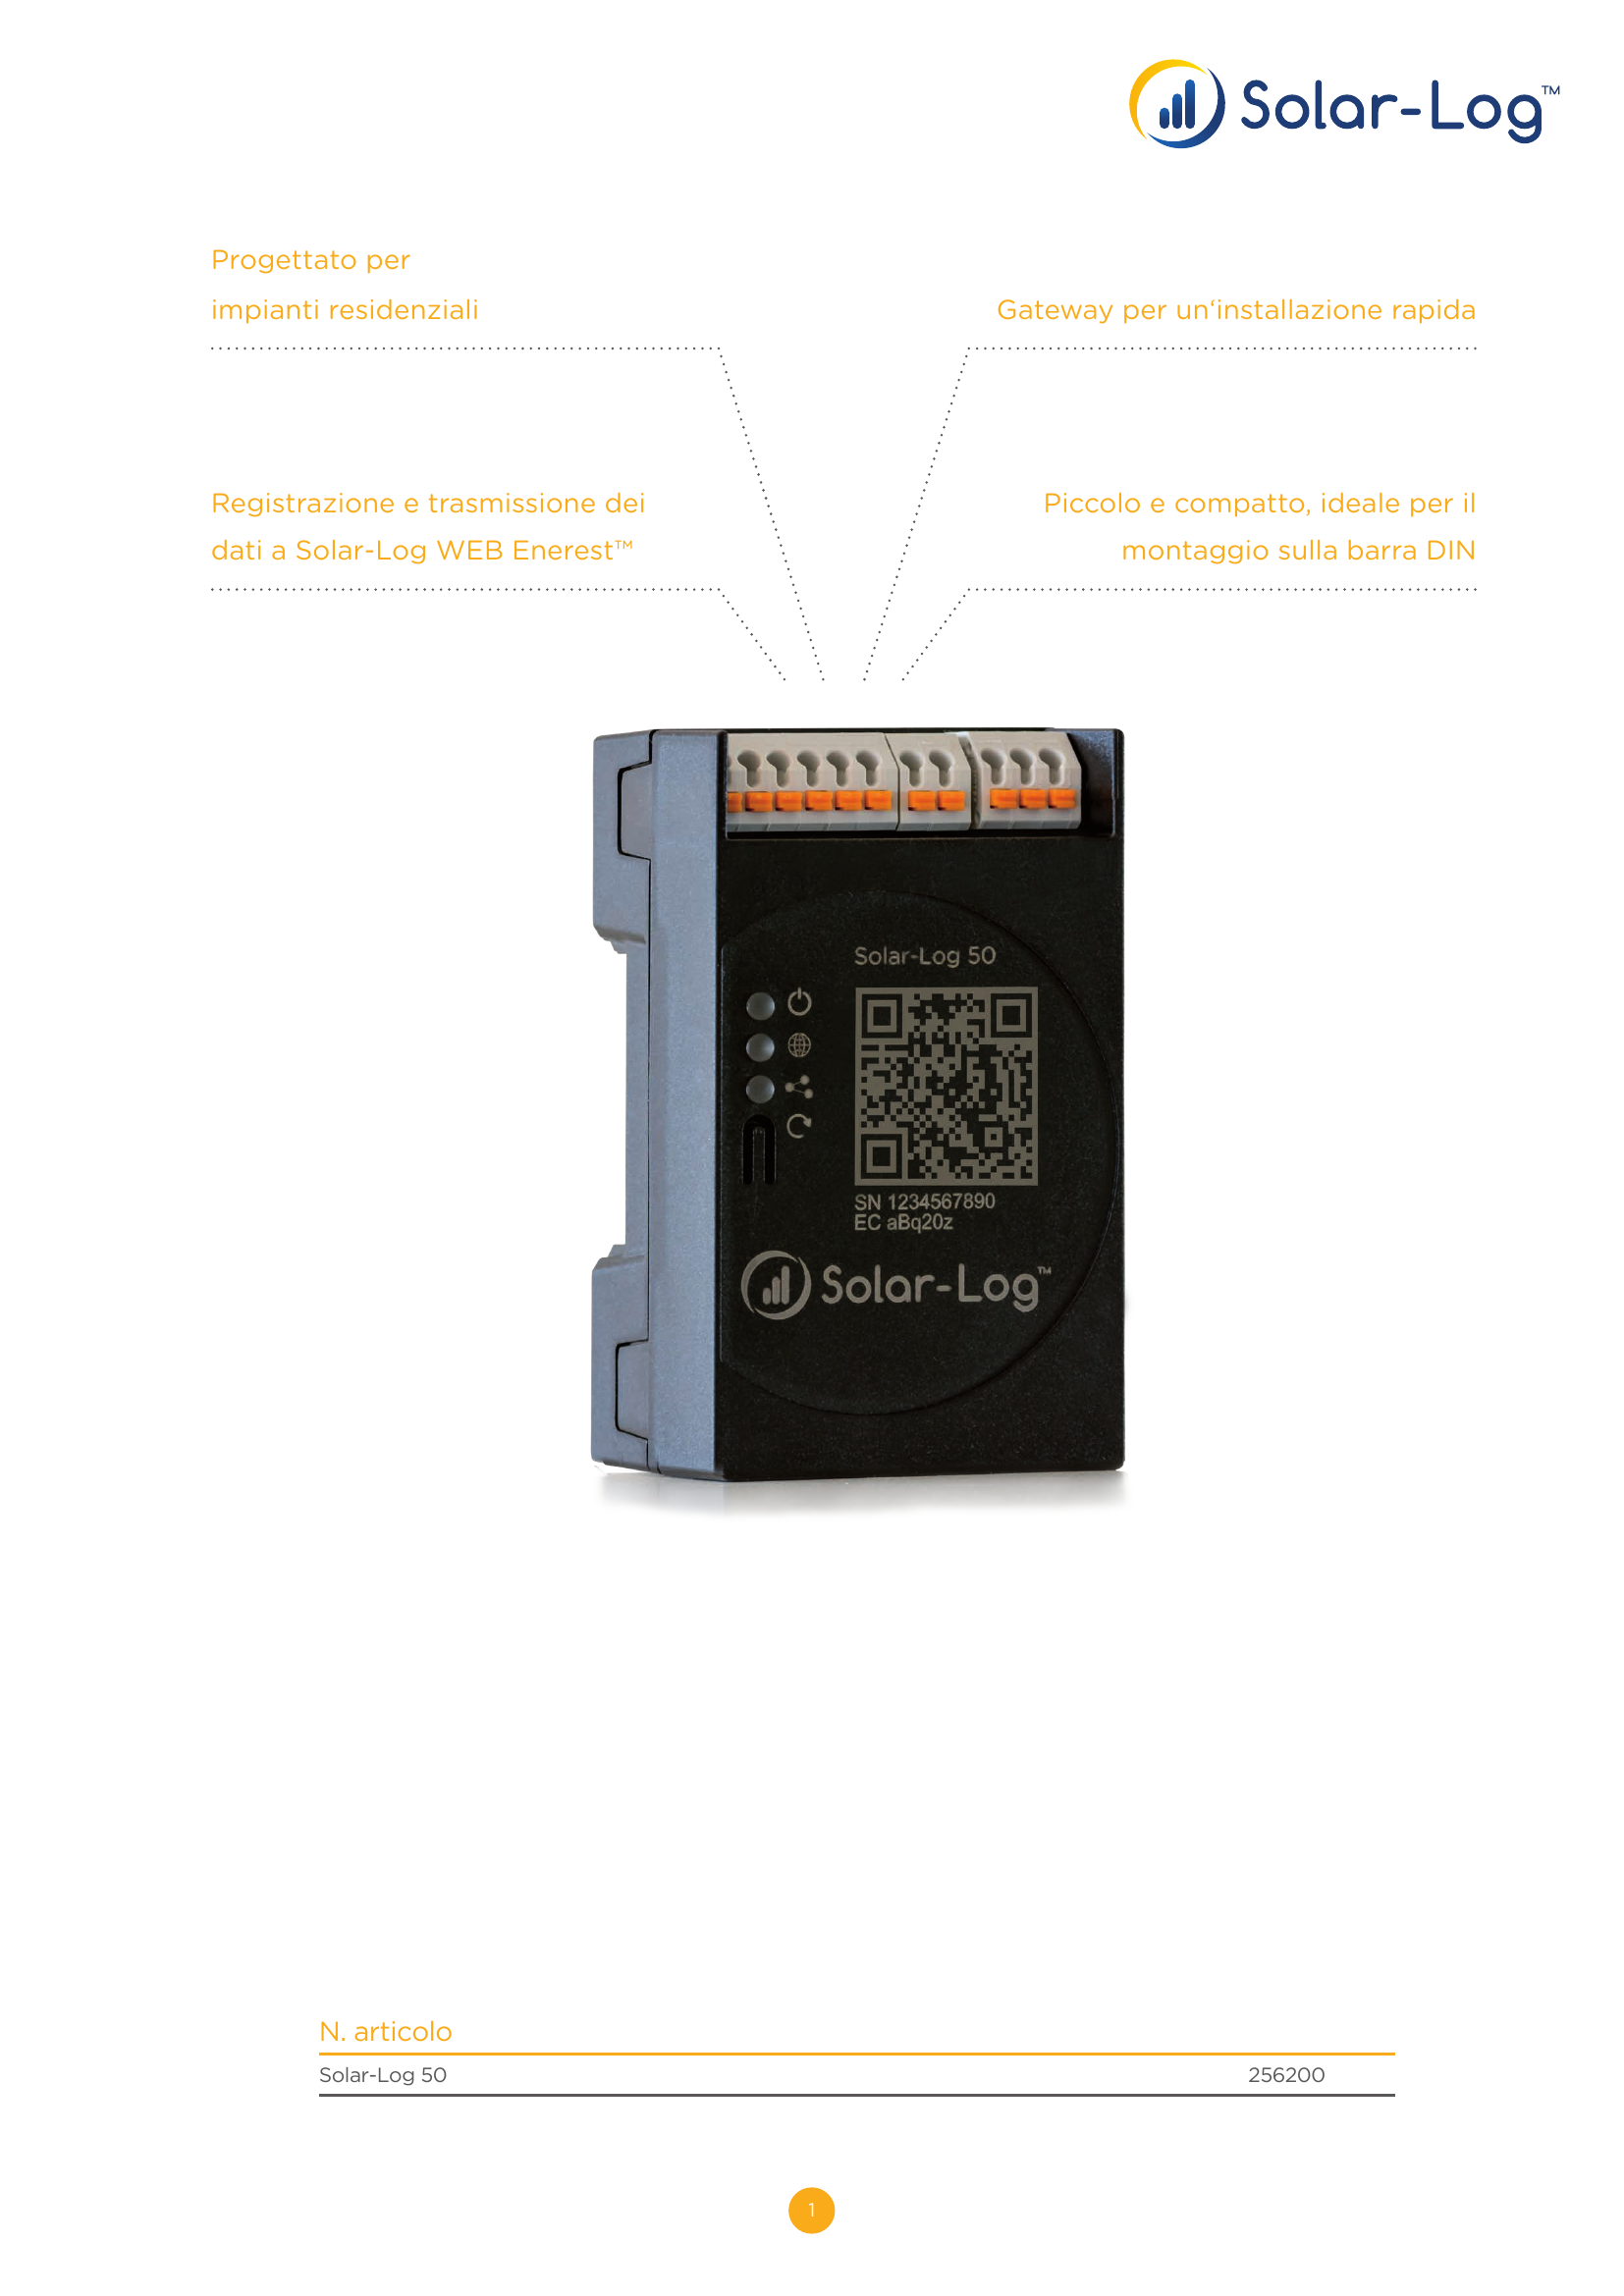 Solar-Log™
Progettato per
impianti residenziali
Gateway per un‘installazione rapida
Registrazione e trasmissione dei
dati a Solar-Log WEB Enerest™
Piccolo e compatto, ideale per il
montaggio sulla barra DIN
Solar-Log 50
SN 1234567890
EC aBq20z
Solar-Log™
N. articolo
Solar-Log 50 256200
1